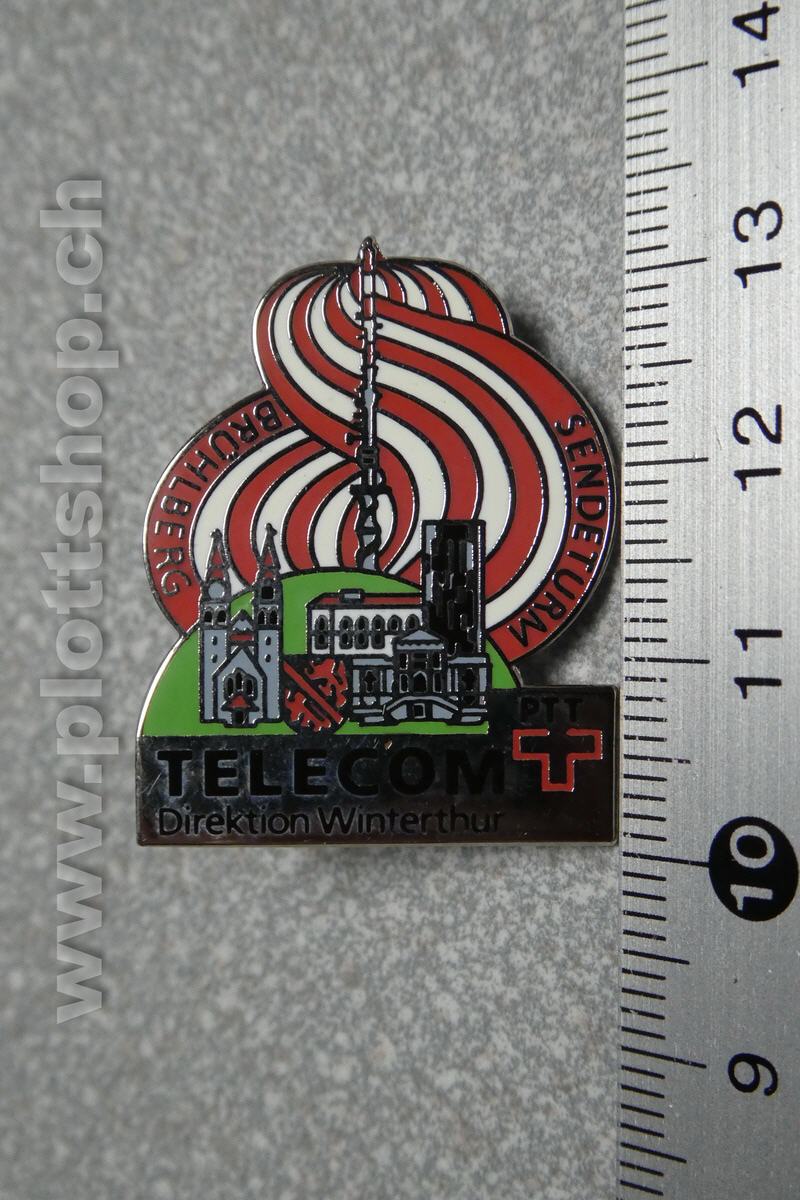 BRÜHLBERG
SENDETURM
PTT
TELECOM
Direktion Winterthur
www.plottshop.ch
14
13
12
11
10
9